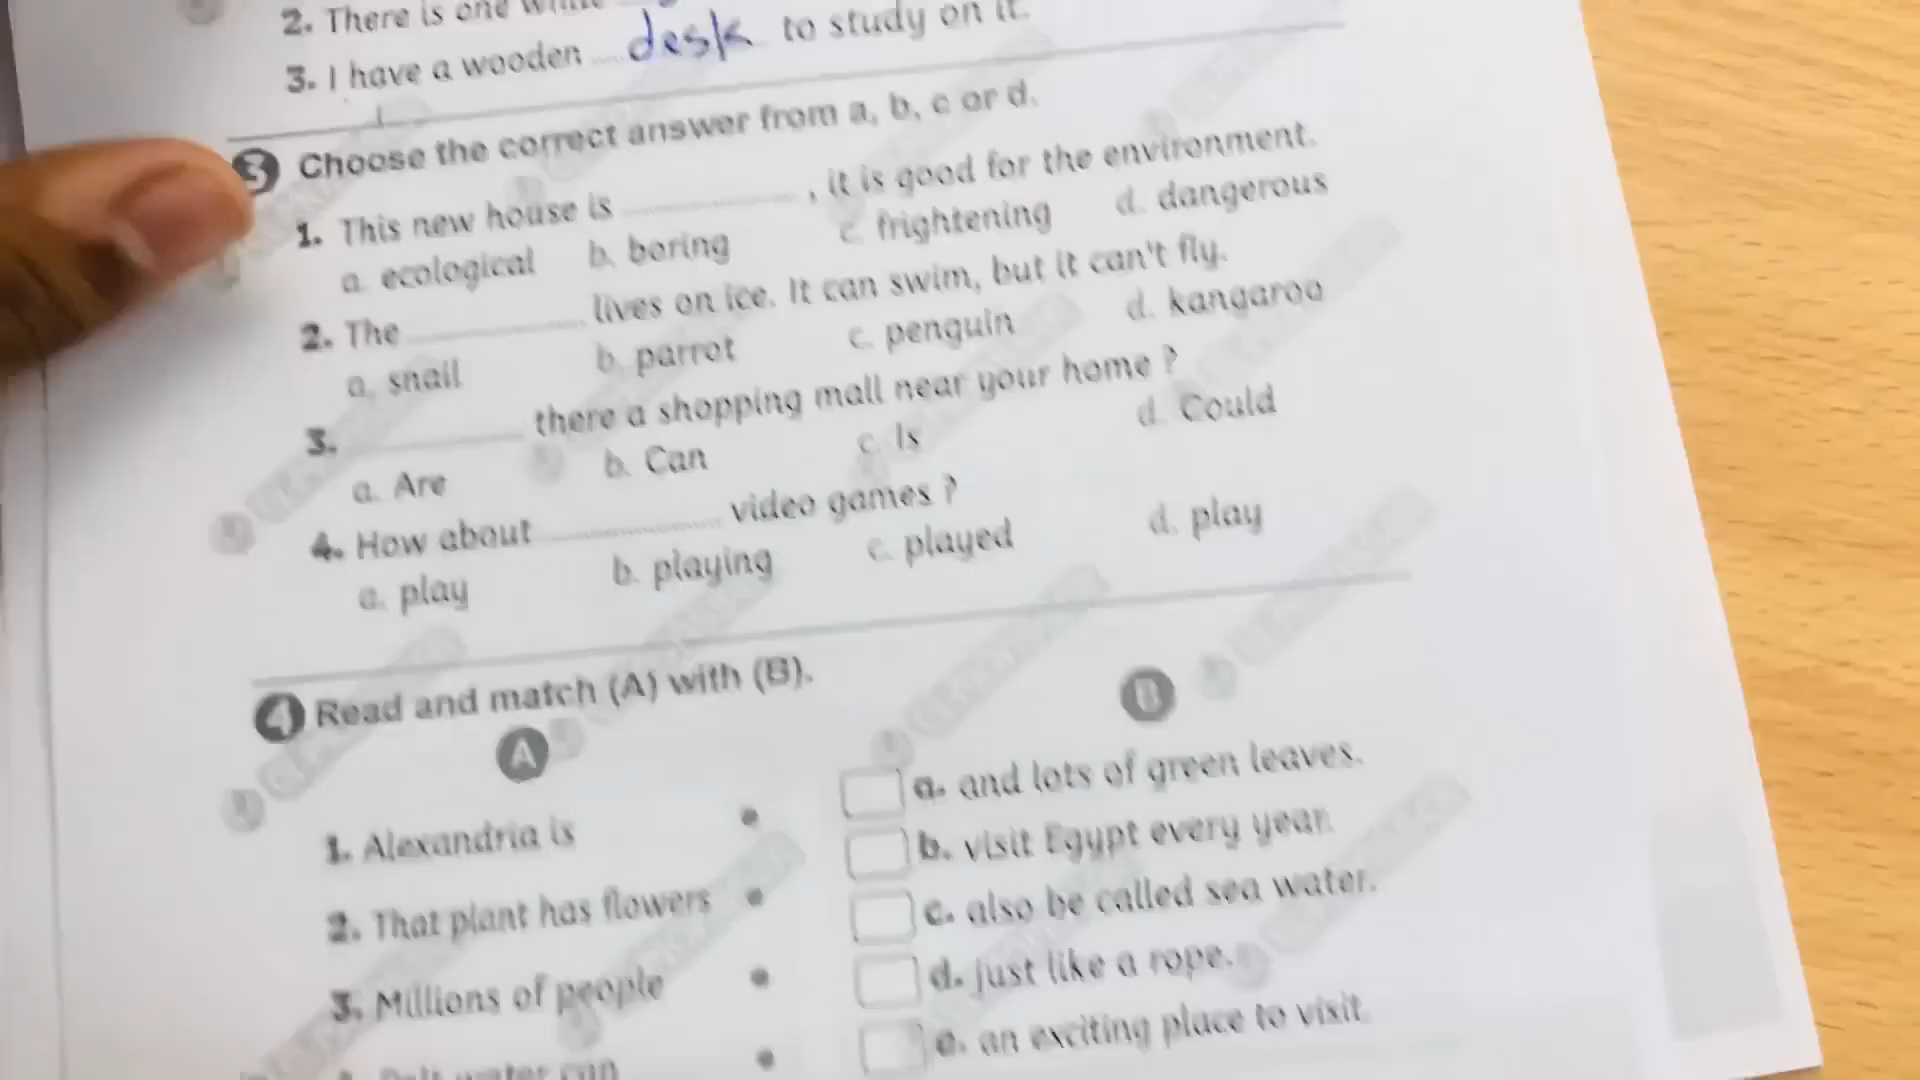 2. There is one white
3. I have a wooden desk to study on it.
3 Choose the correct answer from a, b, c or d.
1. This new house is ............ , it is good for the environment.
a. ecological b. boring c. frightening d. dangerous
2. The ............ lives on ice. It can swim, but it can't fly.
a. snail b. parrot c. penguin d. kangaroo
3. ............ there a shopping mall near your home ?
a. Are b. Can c. Is d. Could
4. How about ............ video games ?
a. play b. playing c. played d. play
4 Read and match (A) with (B).
A B
1. Alexandria is
a. and lots of green leaves.
2. That plant has flowers
b. visit Egypt every year.
3. Millions of people
c. also be called sea water.
water can
d. just like a rope.
e. an exciting place to visit.